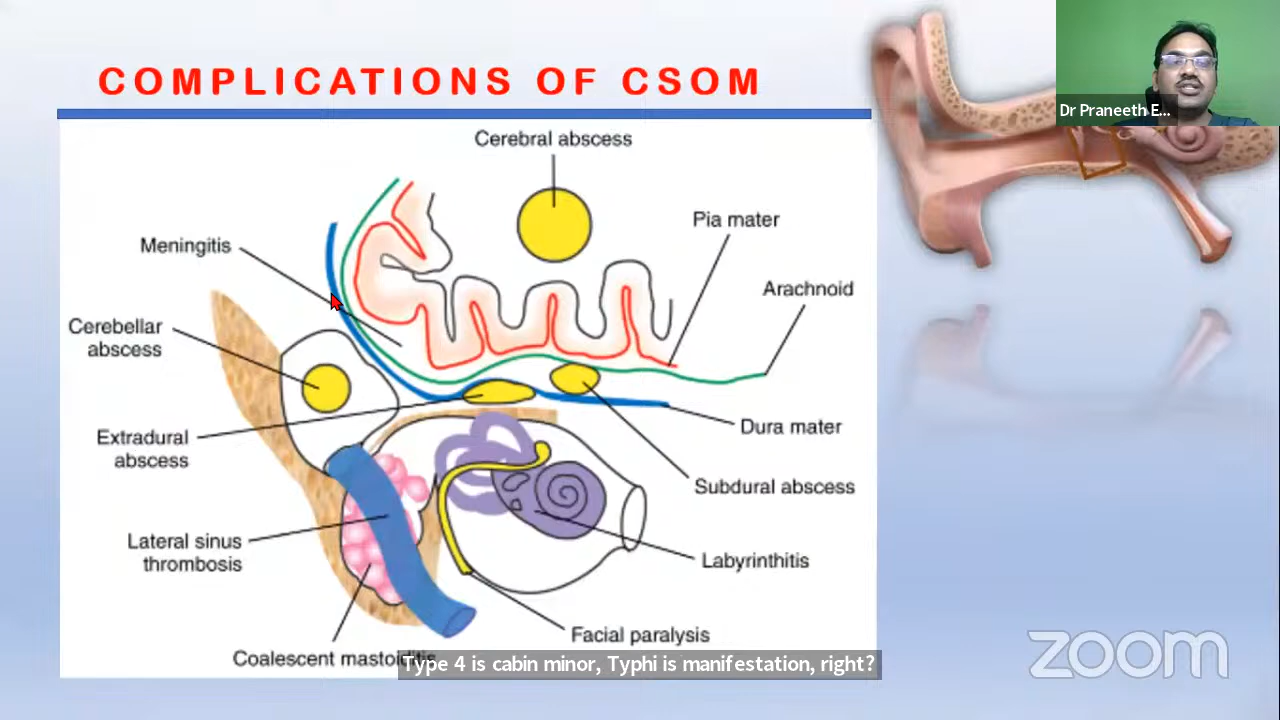 COMPLICATIONS OF CSOM
Dr Praneeth E...
Cerebral abscess
Pia mater
Meningitis
Arachnoid
Cerebellar
abscess
Dura mater
Extradural
abscess
Subdural abscess
Lateral sinus
thrombosis
Labyrinthitis
Facial paralysis
Coalescent mastoiditis
Type 4 is cabin minor, Typhi is manifestation, right?
zoom